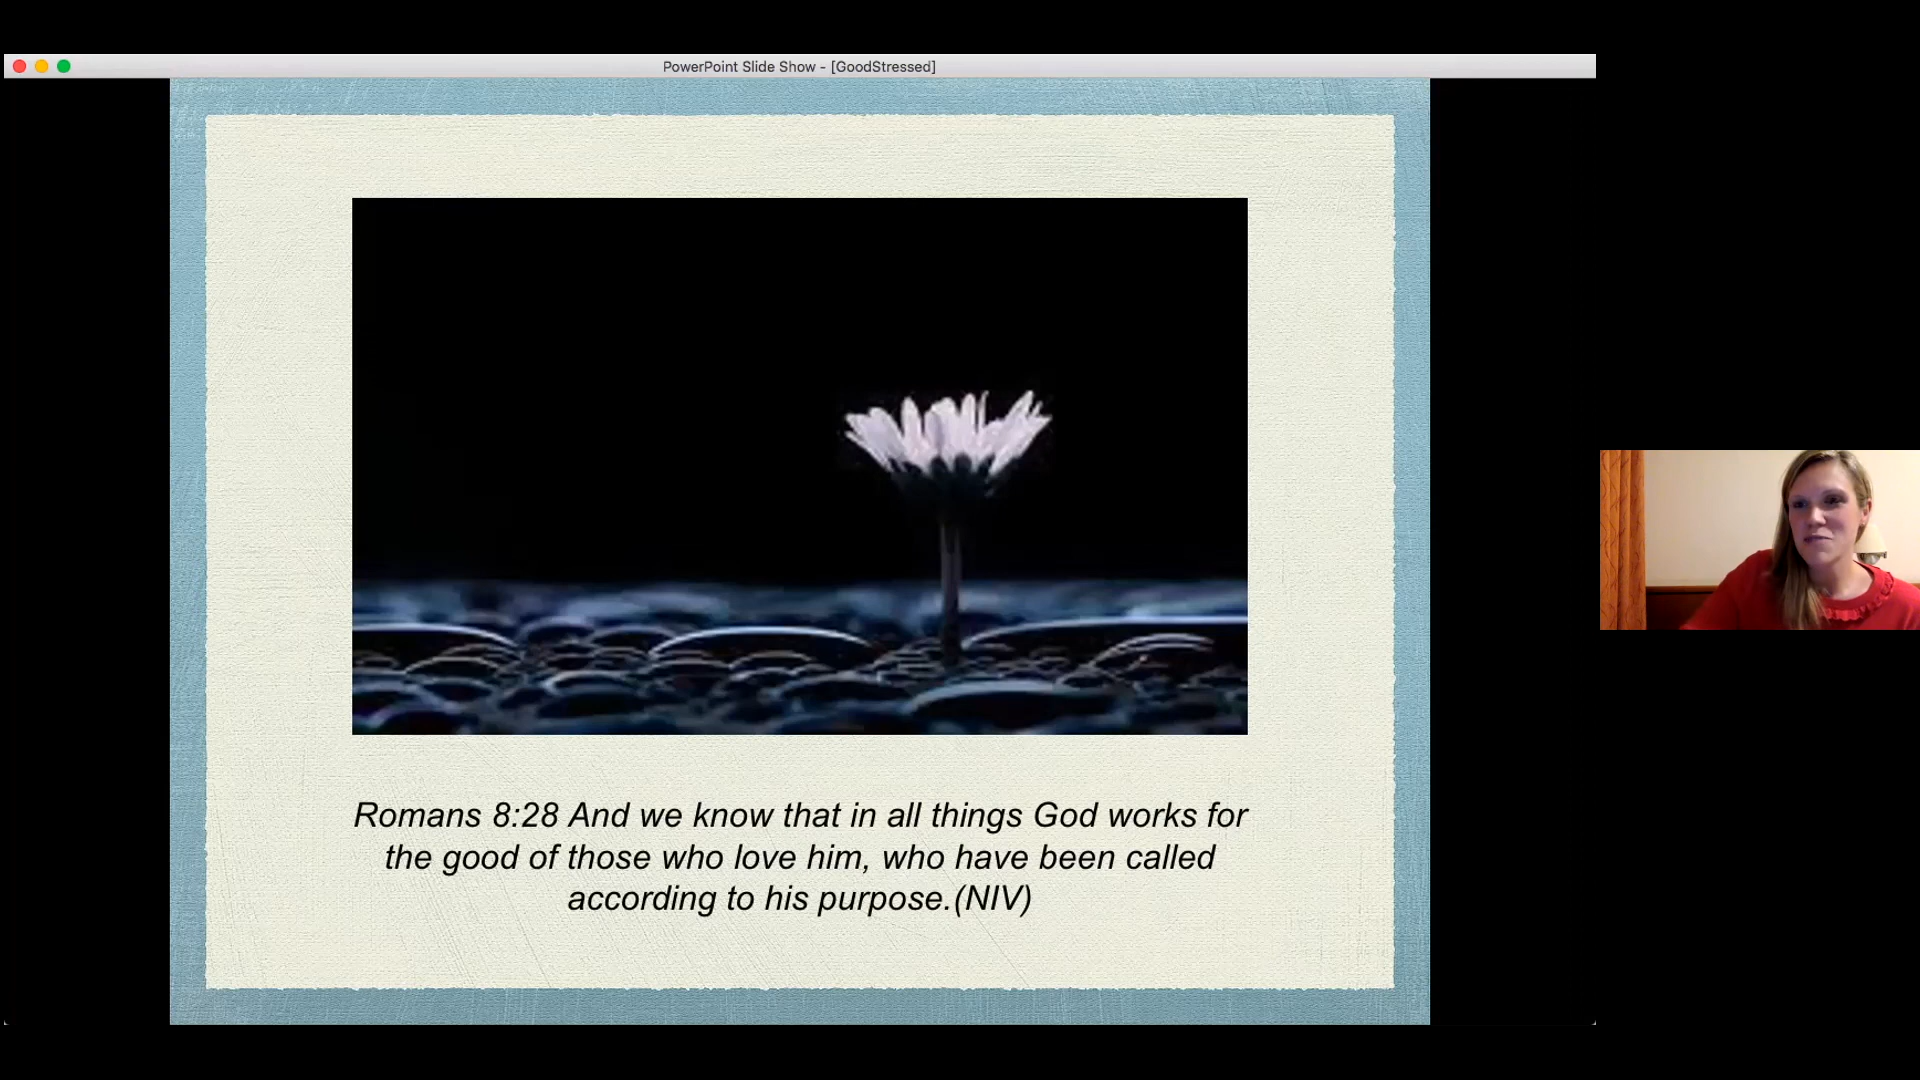 PowerPoint Slide Show - [GoodStressed]
Romans 8:28 And we know that in all things God works for
the good of those who love him, who have been called
according to his purpose.(NIV)